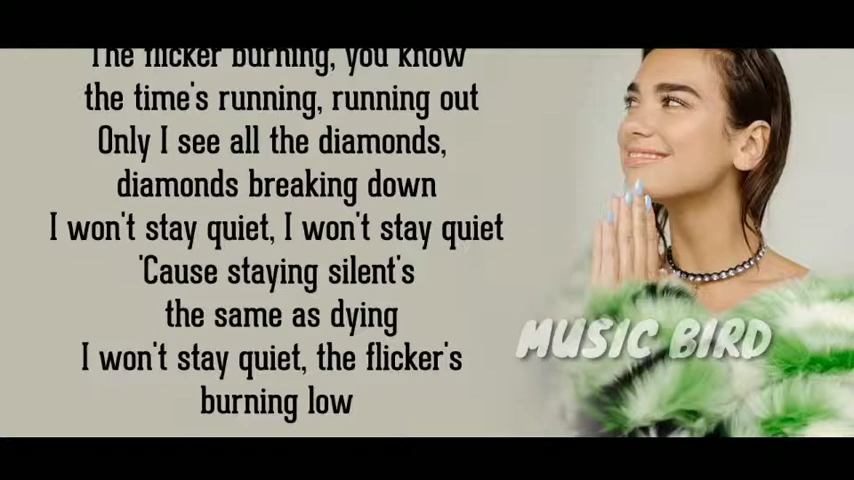 The flicker burning, you know
the time's running, running out
Only I see all the diamonds,
diamonds breaking down
I won't stay quiet, I won't stay quiet
'Cause staying silent's
the same as dying
I won't stay quiet, the flicker's
burning low
MUSIC BIRD